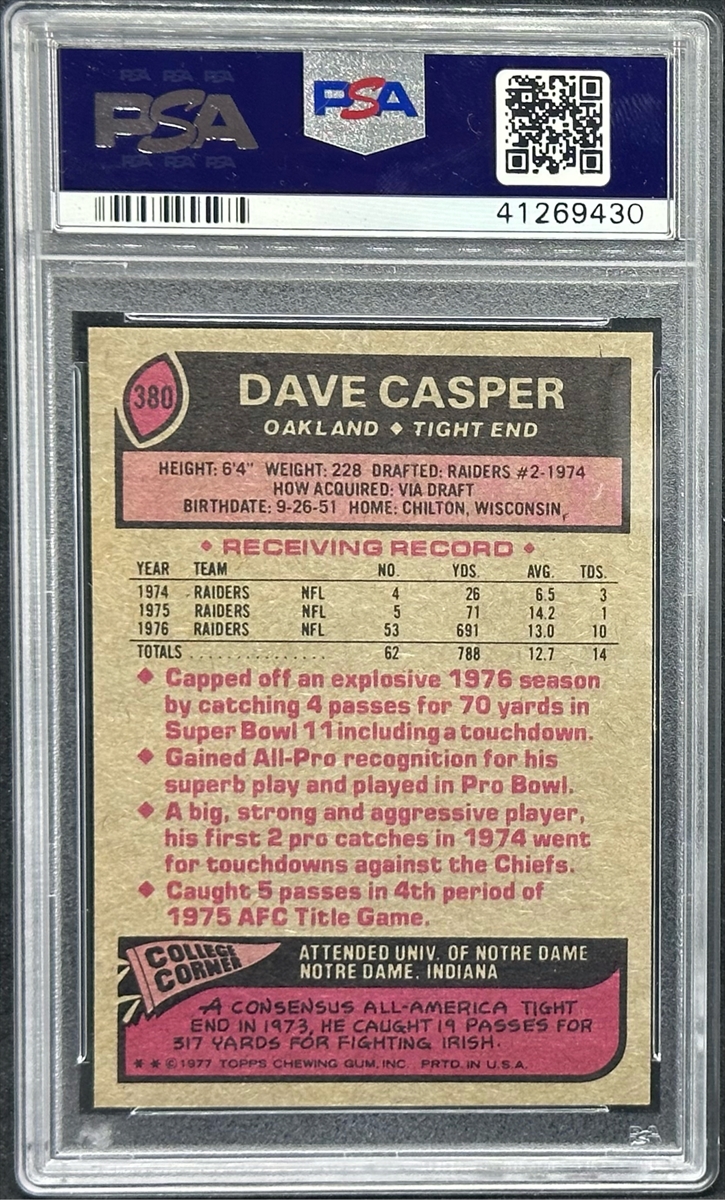 PSA PSA PSA
PSA
PSA PSA PSA
PSA
41269430
380
DAVE CASPER
OAKLAND ◆ TIGHT END
HEIGHT: 6'4" WEIGHT: 228 DRAFTED: RAIDERS #2-1974
HOW ACQUIRED: VIA DRAFT
BIRTHDATE: 9-26-51 HOME: CHILTON, WISCONSIN
◆ RECEIVING RECORD ◆
YEAR TEAM NO. YDS. AVG. TDS.
1974 RAIDERS NFL 4 26 6.5 3
1975 RAIDERS NFL 5 71 14.2 1
1976 RAIDERS NFL 53 691 13.0 10
TOTALS ................ 62 788 12.7 14
◆ Capped off an explosive 1976 season
by catching 4 passes for 70 yards in
Super Bowl 11 including a touchdown.
◆ Gained All-Pro recognition for his
superb play and played in Pro Bowl.
◆ A big, strong and aggressive player,
his first 2 pro catches in 1974 went
for touchdowns against the Chiefs.
◆ Caught 5 passes in 4th period of
1975 AFC Title Game.
COLLEGE
CORNER
ATTENDED UNIV. OF NOTRE DAME
NOTRE DAME, INDIANA
A CONSENSUS ALL-AMERICA TIGHT
END IN 1973, HE CAUGHT 19 PASSES FOR
317 YARDS FOR FIGHTING IRISH.
* * © 1977 TOPPS CHEWING GUM, INC. PRTD. IN U.S.A.
PSA